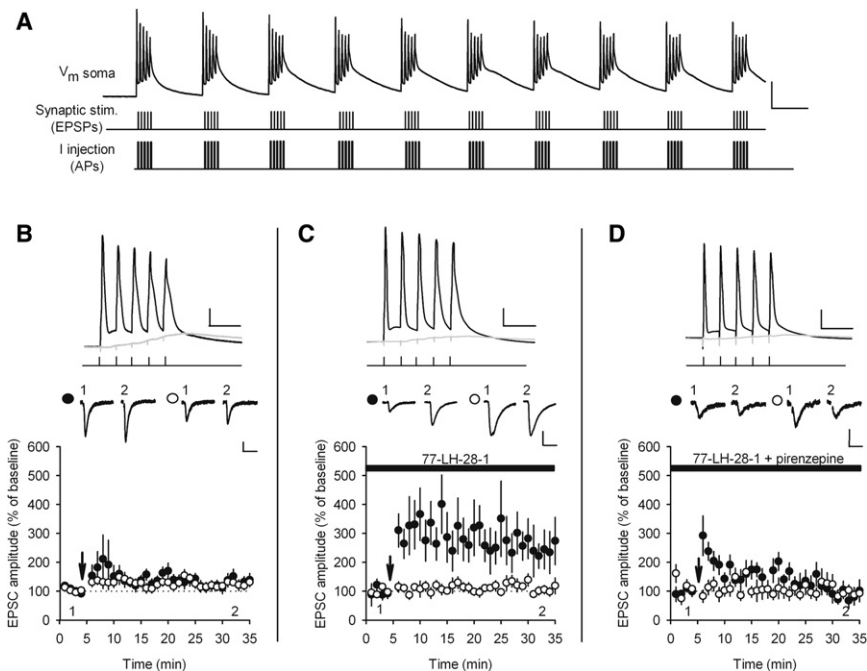 A
Vm soma
Synaptic stim.
(EPSPs)
I injection
(APs)
B
C
D
1 2 1 2
1 2 1 2
1 2 1 2
EPSC amplitude (% of baseline)
600
500
400
300
200
100
0
1
2
0 5 10 15 20 25 30 35
Time (min)
EPSC amplitude (% of baseline)
600
500
400
300
200
100
0
77-LH-28-1
1
2
0 5 10 15 20 25 30 35
Time (min)
EPSC amplitude (% of baseline)
600
500
400
300
200
100
0
77-LH-28-1 + pirenzepine
1
2
0 5 10 15 20 25 30 35
Time (min)